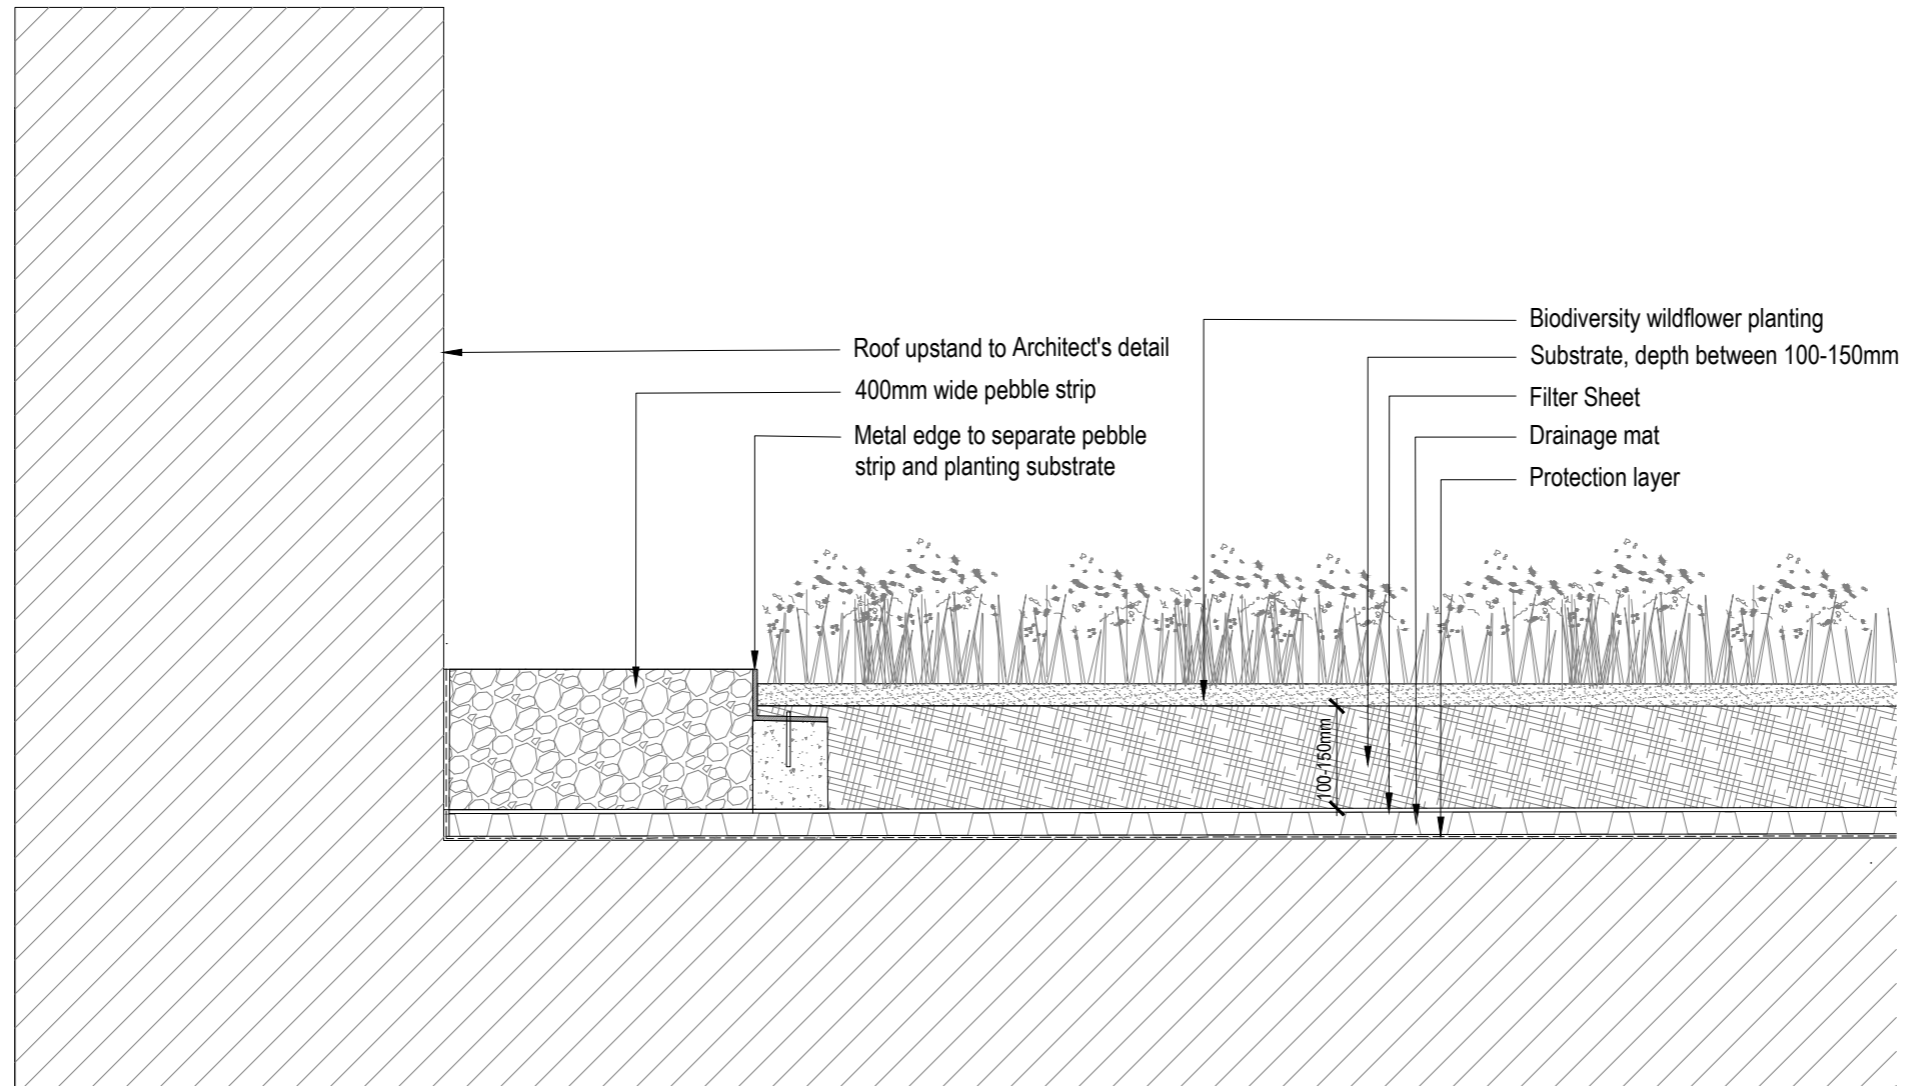 Roof upstand to Architect's detail
400mm wide pebble strip
Metal edge to separate pebble
strip and planting substrate
Biodiversity wildflower planting
Substrate, depth between 100-150mm
Filter Sheet
Drainage mat
Protection layer
100-150mm